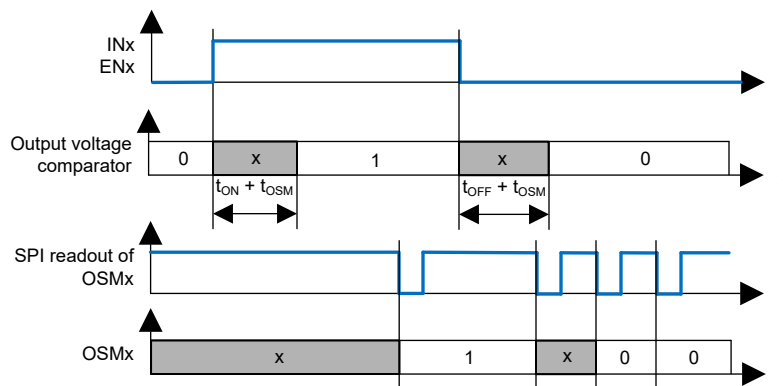 INx
ENx
Output voltage
comparator
0 x 1 x 0
tON + tOSM tOFF + tOSM
SPI readout of
OSMx
OSMx x 1 x 0 0